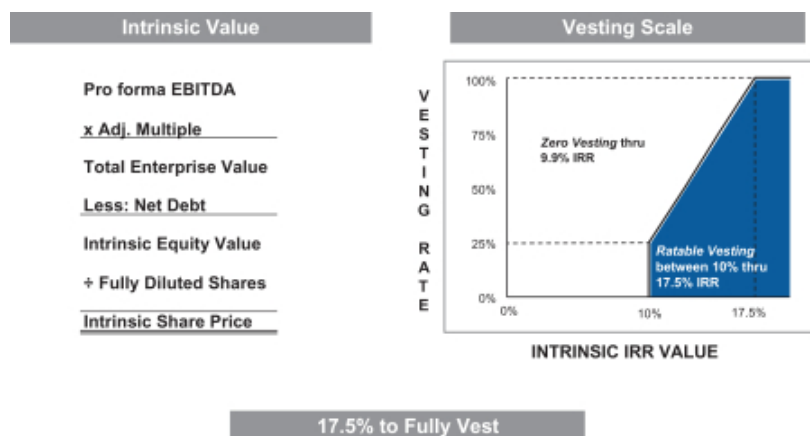 Intrinsic Value
Pro forma EBITDA
x Adj. Multiple
Total Enterprise Value
Less: Net Debt
Intrinsic Equity Value
÷ Fully Diluted Shares
Intrinsic Share Price
Vesting Scale
VESTING RATE
100%
75%
50%
25%
0%
Zero Vesting thru
9.9% IRR
Ratable Vesting
between 10% thru
17.5% IRR
0%
10%
17.5%
INTRINSIC IRR VALUE
17.5% to Fully Vest